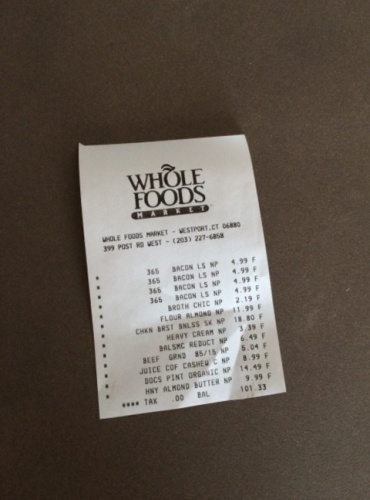 WHOLE
FOODS
MARKET
WHOLE FOODS MARKET - WESTPORT,CT 06880
399 POST RD WEST - (203) 227-6858
365 BACON LS NP 4.99 F
365 BACON LS NP 4.99 F
365 BACON LS NP 4.99 F
365 BACON LS NP 4.99 F
BROTH CHIC NP 2.19 F
FLOUR ALMOND NP 11.99 F
CHKN BRST BNLSS SK NP 18.80 F
HEAVY CREAM NP 3.39 F
BALSMC REDUCT NP 6.49 F
BEEF GRND 85/15 NP 5.04 F
JUICE COF CASHEW C NP 8.99 F
DOCS PINT ORGANIC NP 14.49 F
HNY ALMOND BUTTER NP 9.99 F
**** TAX .00 BAL 101.33